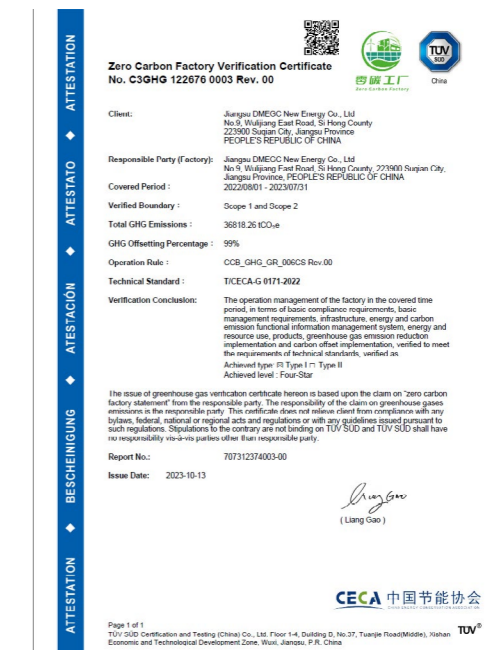 Zero Carbon Factory Verification Certificate
No. C3GHG 122676 0003 Rev. 00
零碳工厂
Zero Carbon Factory
TÜV
SÜD
China
Client:
Jiangsu DMEGC New Energy Co., Ltd
No.9, Wulijiang East Road, Si Hong County
223900 Suqian City, Jiangsu Province
PEOPLE'S REPUBLIC OF CHINA
Responsible Party (Factory):
Jiangsu DMECC New Energy Co., Ltd
No. 9, Wulijiang East Road, Si Hong County, 223900 Suqian City,
Jiangsu Province, PEOPLE'S REPUBLIC OF CHINA
Covered Period :
2022/08/01 - 2023/07/31
Verified Boundary :
Scope 1 and Scope 2
Total GHG Emissions :
36818.26 tCO₂e
GHG Offsetting Percentage :
99%
Operation Rule :
CCB_GHG_GR_006CS Rev.00
Technical Standard :
T/CECA-G 0171-2022
Verification Conclusion:
The operation management of the factory in the covered time
period, in terms of basic compliance requirements, basic
management requirements, infrastructure, energy and carbon
emission functional information management system, energy and
resource use, products, greenhouse gas emission reduction
implementation and carbon offset implementation, verified to meet
the requirements of technical standards, verified as
Achieved type: ☒ Type I □ Type II
Achieved level : Four-Star
The issue of greenhouse gas verification certificate hereon is based upon the claim on "zero carbon
factory statement" from the responsible party. The responsibility of the claim on greenhouse gases
emissions is the responsible party. This certificate does not relieve client from compliance with any
bylaws, federal, national or regional acts and regulations or with any guidelines issued pursuant to
such regulations. Stipulations to the contrary are not binding on TÜV SÜD and TÜV SÜD shall have
no responsibility vis-à-vis parties other than responsible party.
Report No.:
707312374003-00
Issue Date: 2023-10-13
( Liang Gao )
CECA 中国节能协会
CHINA ENERGY CONSERVATION ASSOCIATION
Page 1 of 1
TÜV SÜD Certification and Testing (China) Co., Ltd, Floor 1-4, Building D, No.37, Tuanjie Road(Middle), Xishan
Economic and Technological Development Zone, Wuxi, Jiangsu, P.R. China
TÜV®
ATTESTATION ◆ BESCHEINIGUNG ◆ ATESTACIÓN ◆ ATTESTATO ◆ ATTESTATION